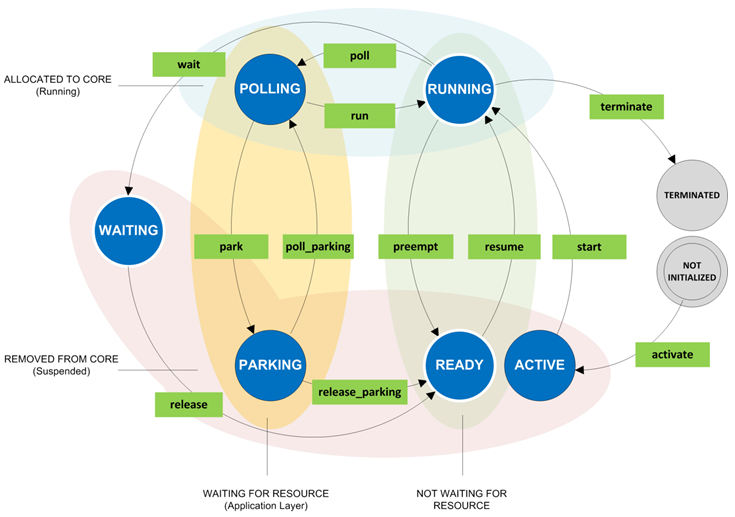 wait
poll
ALLOCATED TO CORE
(Running)
POLLING
RUNNING
run
terminate
TERMINATED
WAITING
park
poll_parking
preempt
resume
start
NOT
INITIALIZED
REMOVED FROM CORE
(Suspended)
PARKING
READY
ACTIVE
activate
release_parking
release
WAITING FOR RESOURCE
(Application Layer)
NOT WAITING FOR
RESOURCE